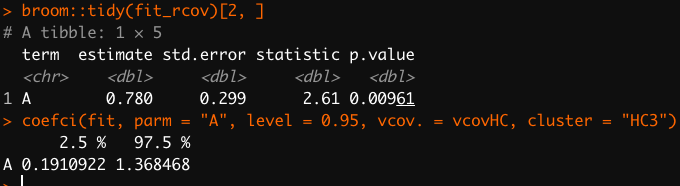 > broom::tidy(fit_rcov)[2, ]
# A tibble: 1 × 5
  term  estimate std.error statistic p.value
  <chr>    <dbl>     <dbl>     <dbl>   <dbl>
1 A        0.780     0.299      2.61 0.00961
> coefci(fit, parm = "A", level = 0.95, vcov. = vcovHC, cluster = "HC3")
      2.5 %   97.5 %
A 0.1910922 1.368468
>